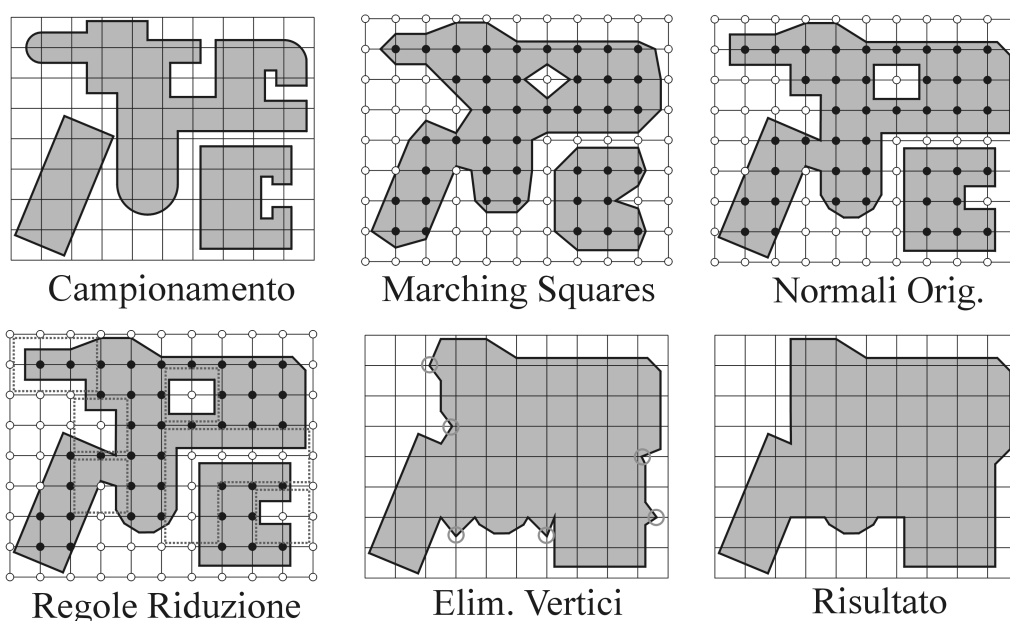 Campionamento
Marching Squares
Normali Orig.
Regole Riduzione
Elim. Vertici
Risultato